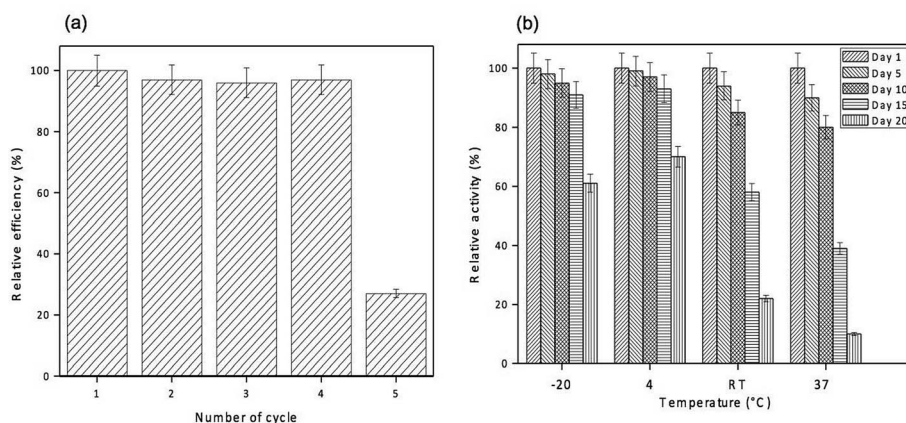 (a)
100
80
60
40
20
0
Relative efficiency (%)
1 2 3 4 5
Number of cycle
(b)
100
80
60
40
20
0
Relative activity (%)
Day 1
Day 5
Day 10
Day 15
Day 20
-20 4 RT 37
Temperature (°C)